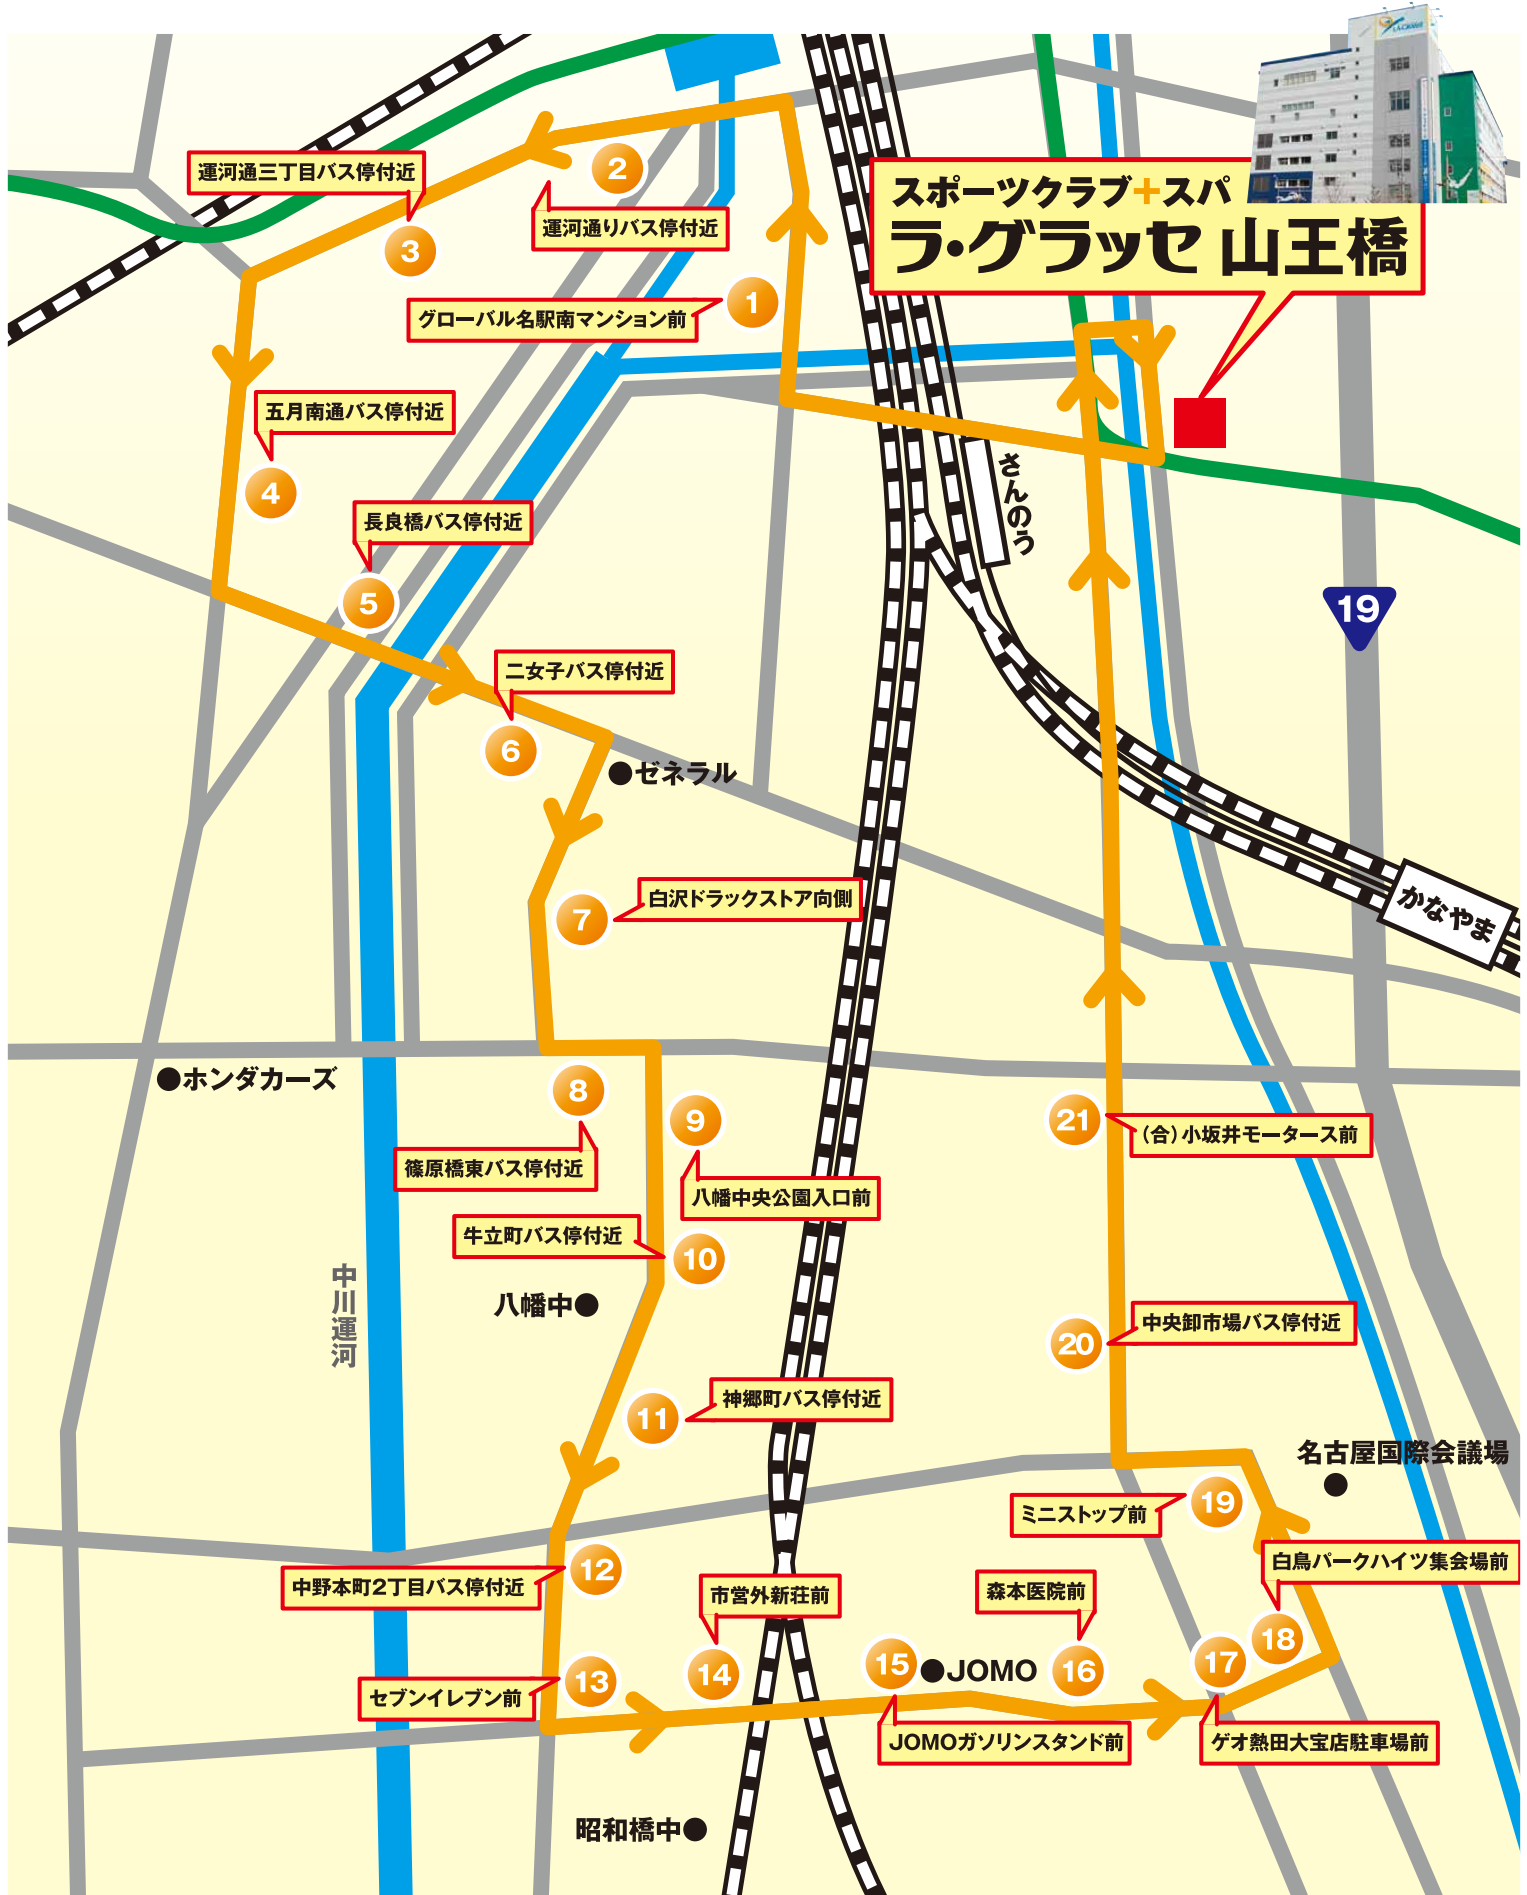 スポーツクラブ+スパ
ラ・グラッセ 山王橋
運河通三丁目バス停付近
2
運河通りバス停付近
3
グローバル名駅南マンション前
1
五月南通バス停付近
4
さんのう
長良橋バス停付近
5
19
二女子バス停付近
6
ゼネラル
白沢ドラックストア向側
7
かなやま
ホンダカーズ
8
9
21
(合)小坂井モータース前
篠原橋東バス停付近
八幡中央公園入口前
牛立町バス停付近
10
中川運河
八幡中
20
中央卸市場バス停付近
神郷町バス停付近
11
名古屋国際会議場
ミニストップ前
19
白鳥パークハイツ集会場前
中野本町2丁目バス停付近
12
市営外新荘前
森本医院前
18
セブンイレブン前
13
14
15
JOMO
16
17
JOMOガソリンスタンド前
ゲオ熱田大宝店駐車場前
昭和橋中